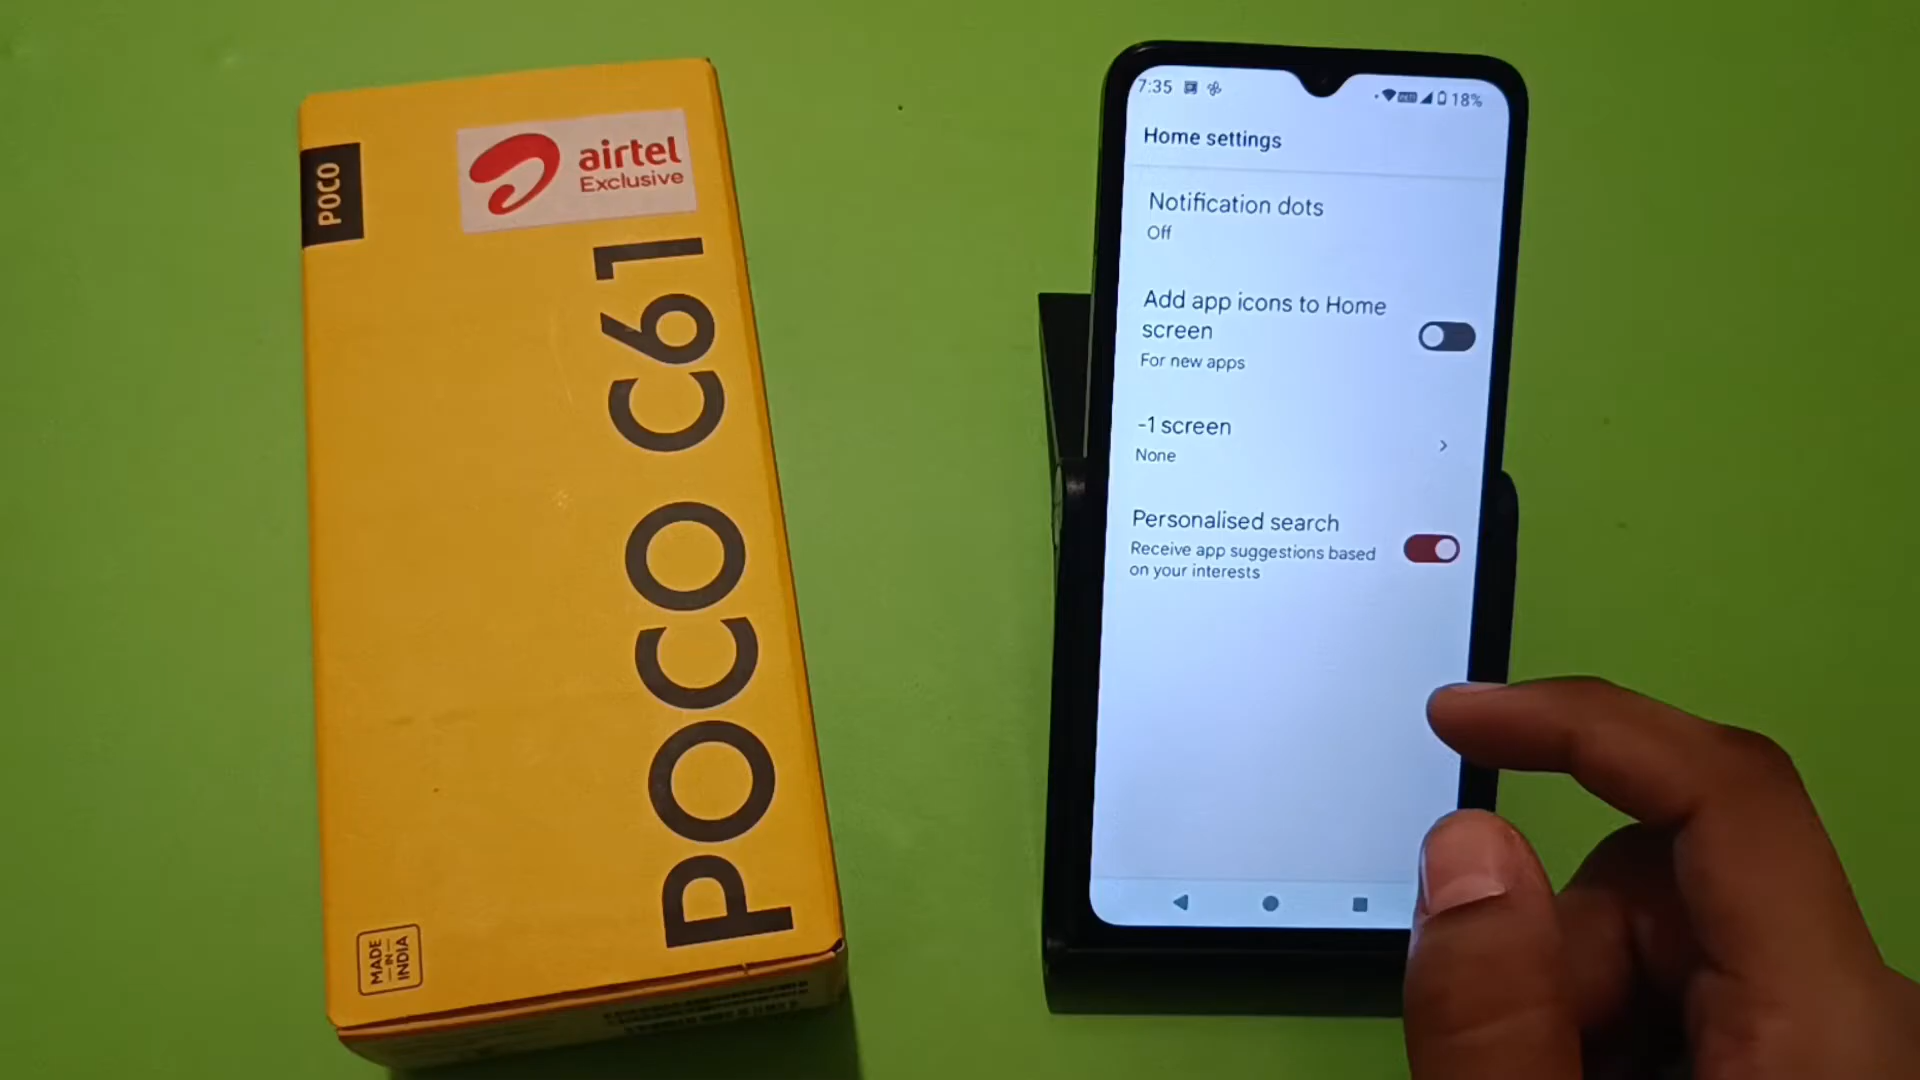 POCO
airtel
Exclusive
POCO C61
MADE
IN
INDIA
7:35
18%
Home settings
Notification dots
Off
Add app icons to Home
screen
For new apps
-1 screen
None
Personalised search
Receive app suggestions based
on your interests